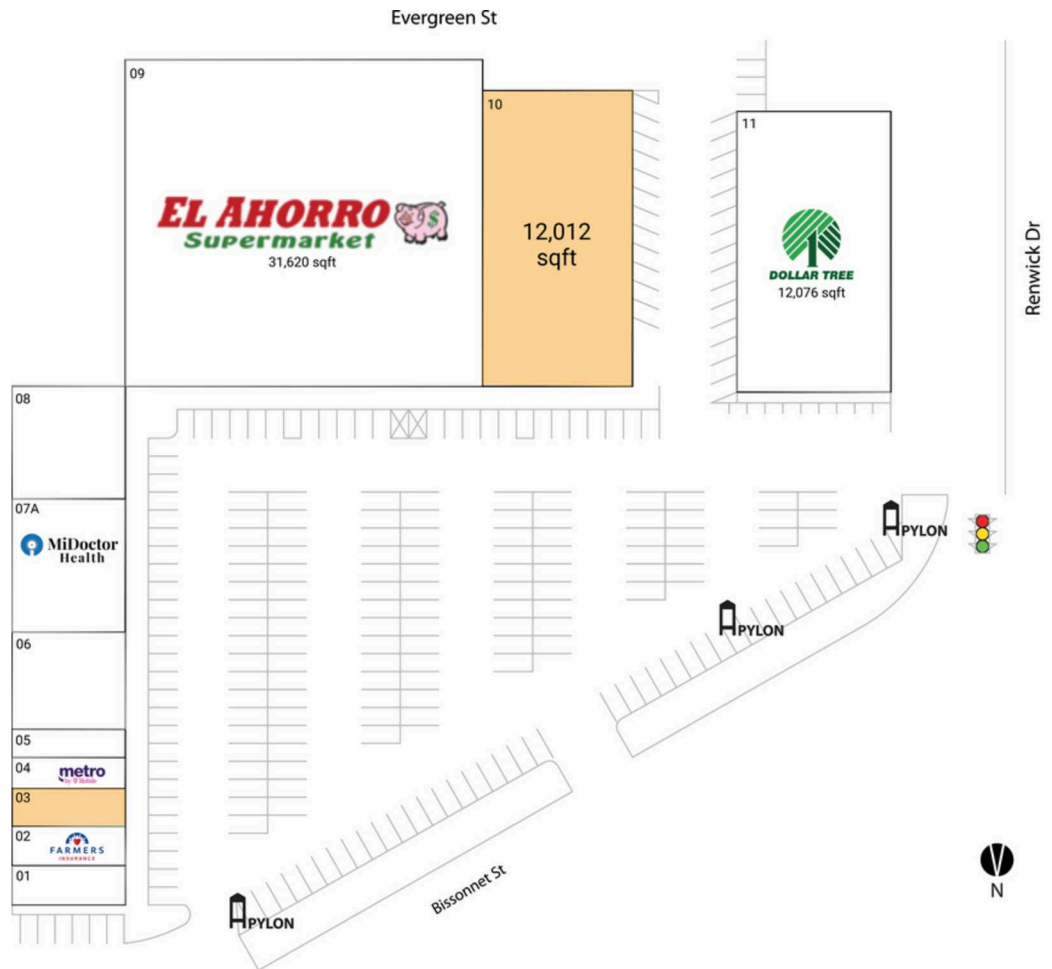 Evergreen St
09
EL AHORRO
Supermarket
$
31,620 sqft
10
12,012
sqft
11
DOLLAR TREE
12,076 sqft
Renwick Dr
08
07A
MiDoctor
Health
06
05
04
metro
by T Mobile
03
02
FARMERS
INSURANCE
01
PYLON
PYLON
PYLON
Bissonnet St
N